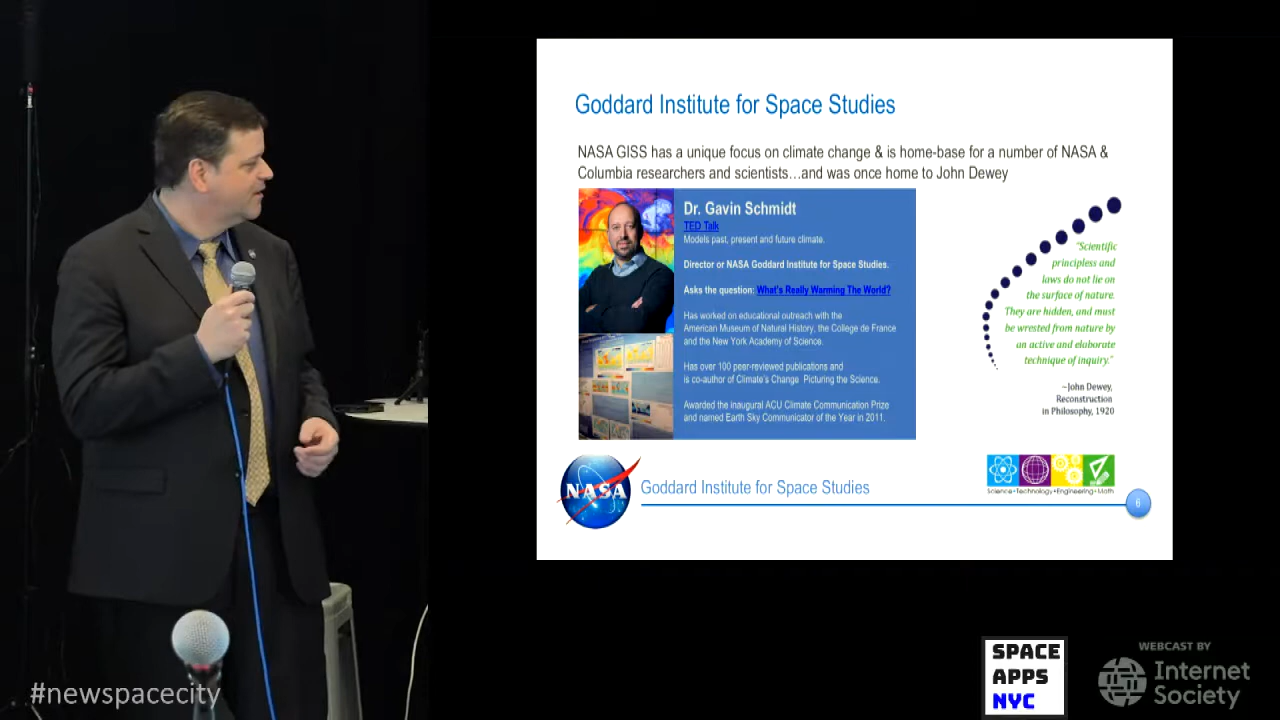 Goddard Institute for Space Studies
NASA GISS has a unique focus on climate change & is home-base for a number of NASA &
Columbia researchers and scientists…and was once home to John Dewey
Dr. Gavin Schmidt
TED Talk
Models past, present and future climate.
Director or NASA Goddard Institute for Space Studies.
Asks the question: What's Really Warming The World?
Has worked on educational outreach with the
American Museum of Natural History, the College de France
and the New York Academy of Science.
Has over 100 peer-reviewed publications and
is co-author of Climate's Change Picturing the Science.
Awarded the inaugural ACU Climate Communication Prize
and named Earth Sky Communicator of the Year in 2011.
"Scientific
principless and
laws do not lie on
the surface of nature.
They are hidden, and must
be wrested from nature by
an active and elaborate
technique of inquiry."
~John Dewey,
Reconstruction
in Philosophy, 1920
NASA
Goddard Institute for Space Studies
Science•Technology•Engineering•Math
6
#newspacecity
SPACE
APPS
NYC
WEBCAST BY
Internet
Society